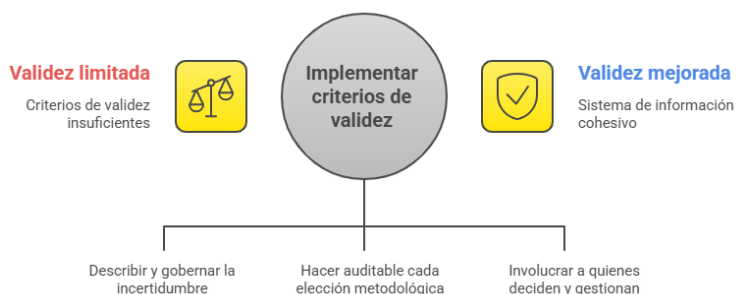 Validez limitada
Criterios de validez
insuficientes
Implementar
criterios de
validez
Validez mejorada
Sistema de información
cohesivo
Describir y gobernar la
incertidumbre
Hacer auditable cada
elección metodológica
Involucrar a quienes
deciden y gestionan